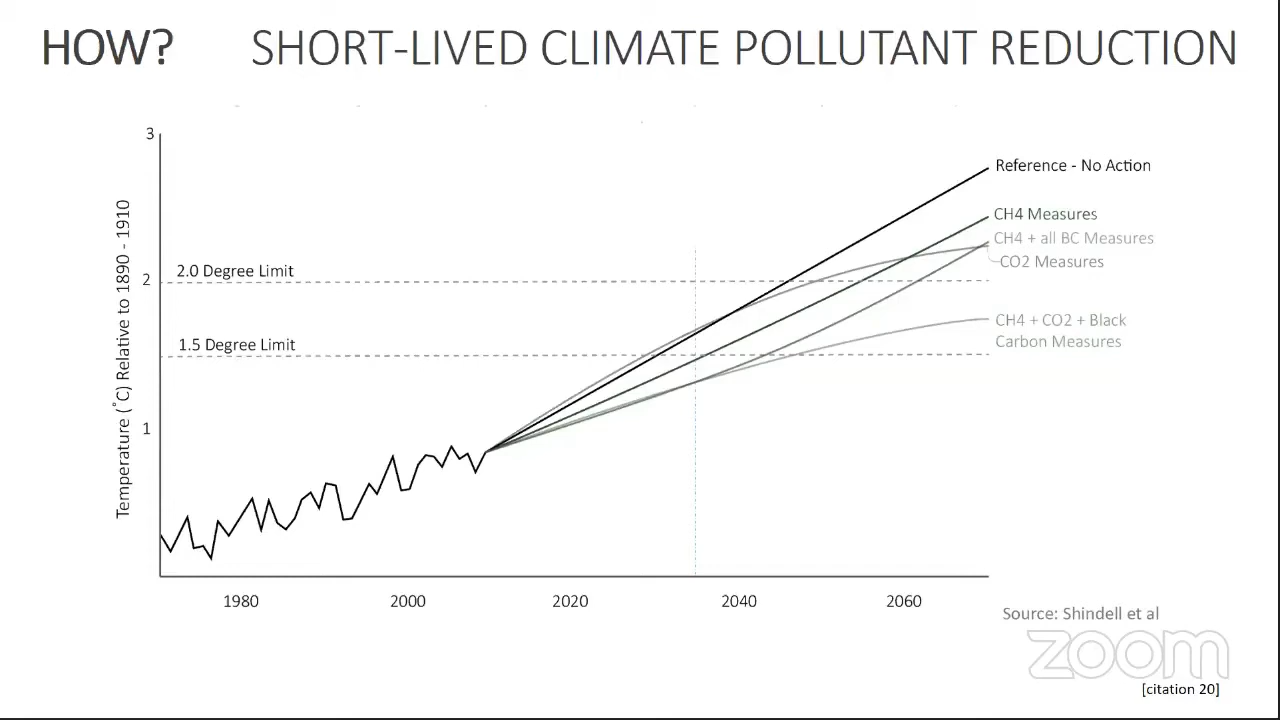 HOW? SHORT-LIVED CLIMATE POLLUTANT REDUCTION
3
2
1
Temperature (˚C) Relative to 1890 - 1910
2.0 Degree Limit
1.5 Degree Limit
Reference - No Action
CH4 Measures
CH4 + all BC Measures
CO2 Measures
CH4 + CO2 + Black
Carbon Measures
1980 2000 2020 2040 2060
Source: Shindell et al
zoom
[citation 20]